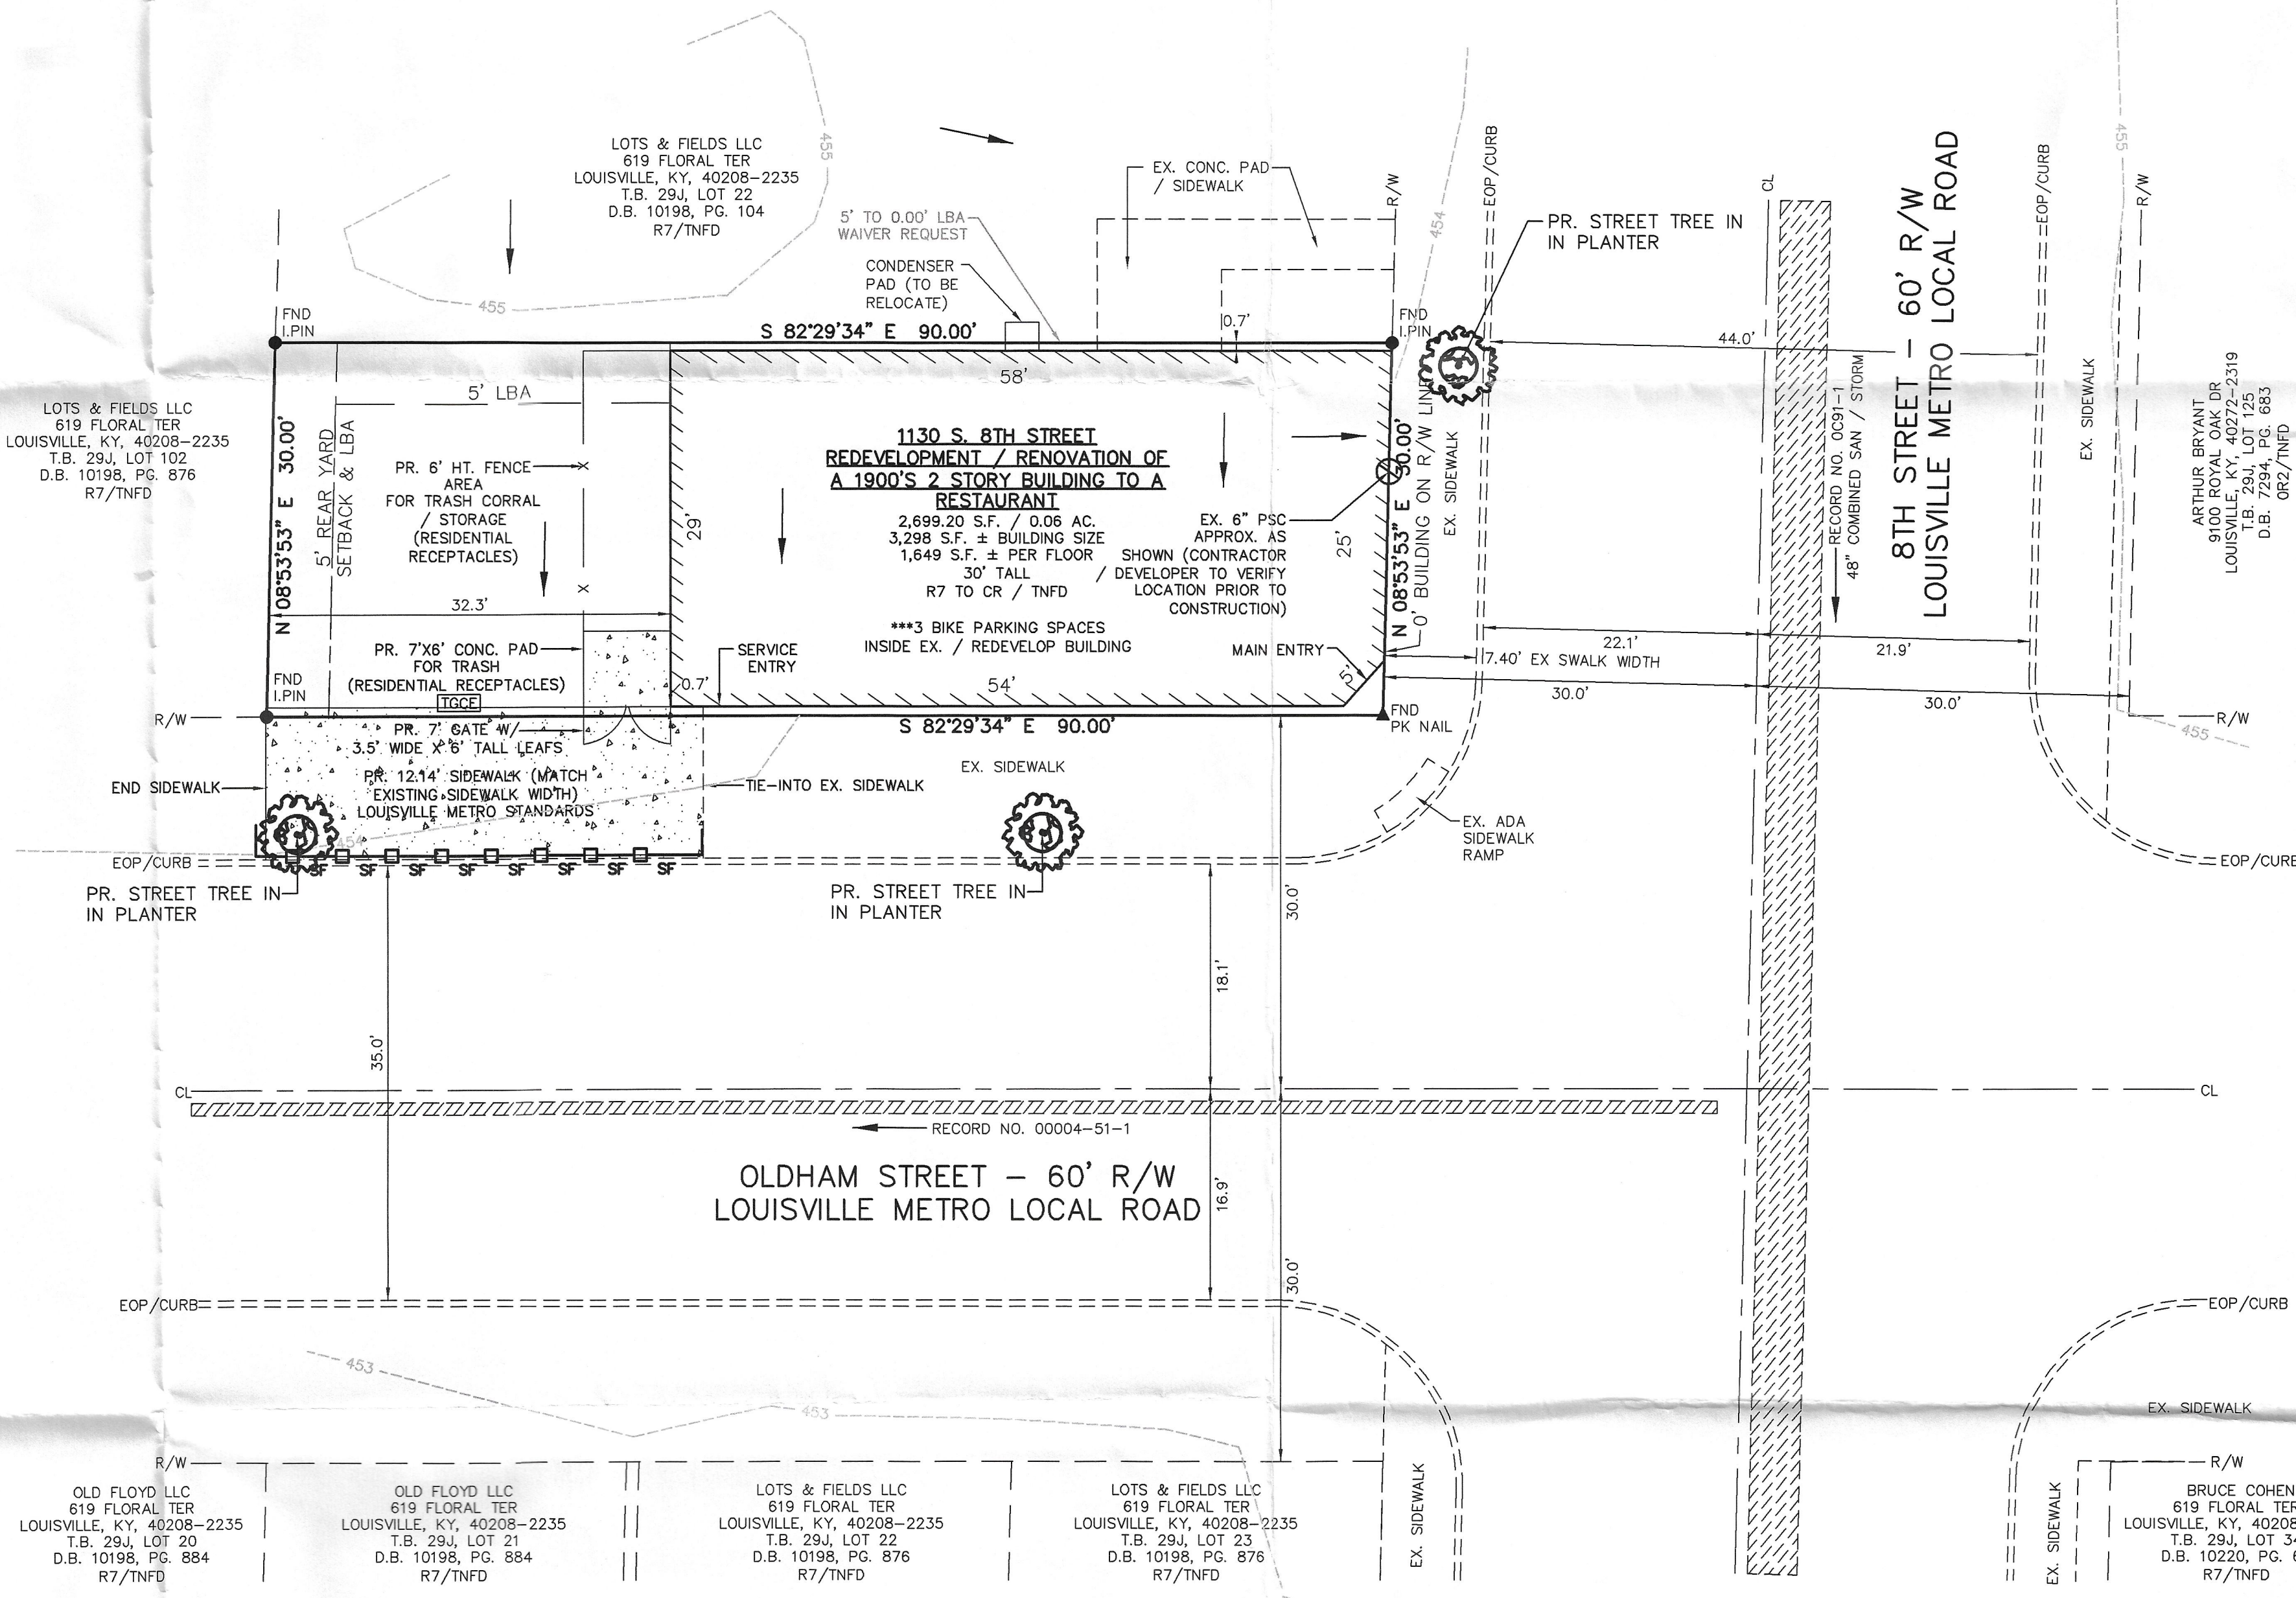 LOTS & FIELDS LLC
619 FLORAL TER
LOUISVILLE, KY, 40208-2235
T.B. 29J, LOT 22
D.B. 10198, PG. 104
R7/TNFD
455
455
5' TO 0.00' LBA
WAIVER REQUEST
CONDENSER
PAD (TO BE
RELOCATE)
EX. CONC. PAD
/ SIDEWALK
R/W
454
EOP/CURB
PR. STREET TREE IN
IN PLANTER
CL
8TH STREET - 60' R/W
LOUISVILLE METRO LOCAL ROAD
EOP/CURB
455
R/W
FND
I.PIN
S 82°29'34" E 90.00'
0.7'
FND
I.PIN
44.0'
58'
LOTS & FIELDS LLC
619 FLORAL TER
LOUISVILLE, KY, 40208-2235
T.B. 29J, LOT 102
D.B. 10198, PG. 876
R7/TNFD
N 08°53'53" E 30.00'
5' REAR YARD
SETBACK & LBA
5' LBA
PR. 6' HT. FENCE
AREA
FOR TRASH CORRAL
/ STORAGE
(RESIDENTIAL
RECEPTACLES)
X
X
29'
32.3'
1130 S. 8TH STREET
REDEVELOPMENT / RENOVATION OF
A 1900'S 2 STORY BUILDING TO A
RESTAURANT
2,699.20 S.F. / 0.06 AC.
3,298 S.F. ± BUILDING SIZE
1,649 S.F. ± PER FLOOR
30' TALL
R7 TO CR / TNFD
***3 BIKE PARKING SPACES
INSIDE EX. / REDEVELOP BUILDING
EX. 6" PSC
APPROX. AS
SHOWN (CONTRACTOR
/ DEVELOPER TO VERIFY
LOCATION PRIOR TO
CONSTRUCTION)
25'
N 08°53'53" E 30.00'
0' BUILDING ON R/W LINE
EX. SIDEWALK
RECORD NO. 0C91-1
48" COMBINED SAN / STORM
EX. SIDEWALK
ARTHUR BRYANT
9100 ROYAL OAK DR
LOUISVILLE, KY, 40272-2319
T.B. 29J, LOT 125
D.B. 7294, PG. 683
OR2/TNFD
PR. 7'X6' CONC. PAD
FOR TRASH
(RESIDENTIAL RECEPTACLES)
TGCE
SERVICE
ENTRY
MAIN ENTRY
5'
22.1'
21.9'
7.40' EX SWALK WIDTH
30.0'
30.0'
FND
I.PIN
0.7'
54'
R/W
S 82°29'34" E 90.00'
FND
PK NAIL
R/W
455
PR. 7' GATE W/
3.5' WIDE X 6' TALL LEAFS
PR. 12.14' SIDEWALK (MATCH
EXISTING SIDEWALK WIDTH)
LOUISVILLE METRO STANDARDS
END SIDEWALK
TIE-INTO EX. SIDEWALK
EX. SIDEWALK
EX. ADA
SIDEWALK
RAMP
454
EOP/CURB
SF SF SF SF SF SF SF SF
EOP/CURB
PR. STREET TREE IN
IN PLANTER
PR. STREET TREE IN
IN PLANTER
30.0'
18.1'
35.0'
CL
CL
RECORD NO. 00004-51-1
OLDHAM STREET - 60' R/W
LOUISVILLE METRO LOCAL ROAD
16.9'
30.0'
EOP/CURB
EOP/CURB
453
453
EX. SIDEWALK
R/W
R/W
OLD FLOYD LLC
619 FLORAL TER
LOUISVILLE, KY, 40208-2235
T.B. 29J, LOT 20
D.B. 10198, PG. 884
R7/TNFD
OLD FLOYD LLC
619 FLORAL TER
LOUISVILLE, KY, 40208-2235
T.B. 29J, LOT 21
D.B. 10198, PG. 884
R7/TNFD
LOTS & FIELDS LLC
619 FLORAL TER
LOUISVILLE, KY, 40208-2235
T.B. 29J, LOT 22
D.B. 10198, PG. 876
R7/TNFD
LOTS & FIELDS LLC
619 FLORAL TER
LOUISVILLE, KY, 40208-2235
T.B. 29J, LOT 23
D.B. 10198, PG. 876
R7/TNFD
EX. SIDEWALK
EX. SIDEWALK
BRUCE COHEN
619 FLORAL TER
LOUISVILLE, KY, 40208
T.B. 29J, LOT
D.B. 10220, PG.
R7/TNFD